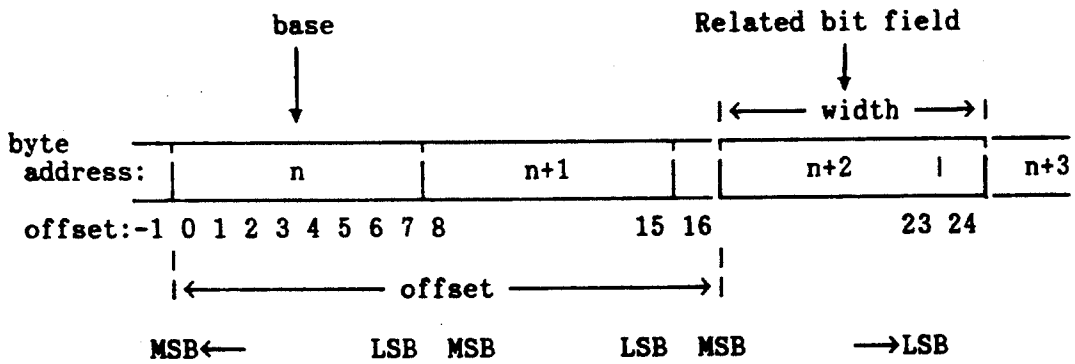 base Related bit field
width
byte
address: n n+1 n+2 n+3
offset:-1 0 1 2 3 4 5 6 7 8 15 16 23 24
offset
MSB← LSB MSB LSB MSB →LSB